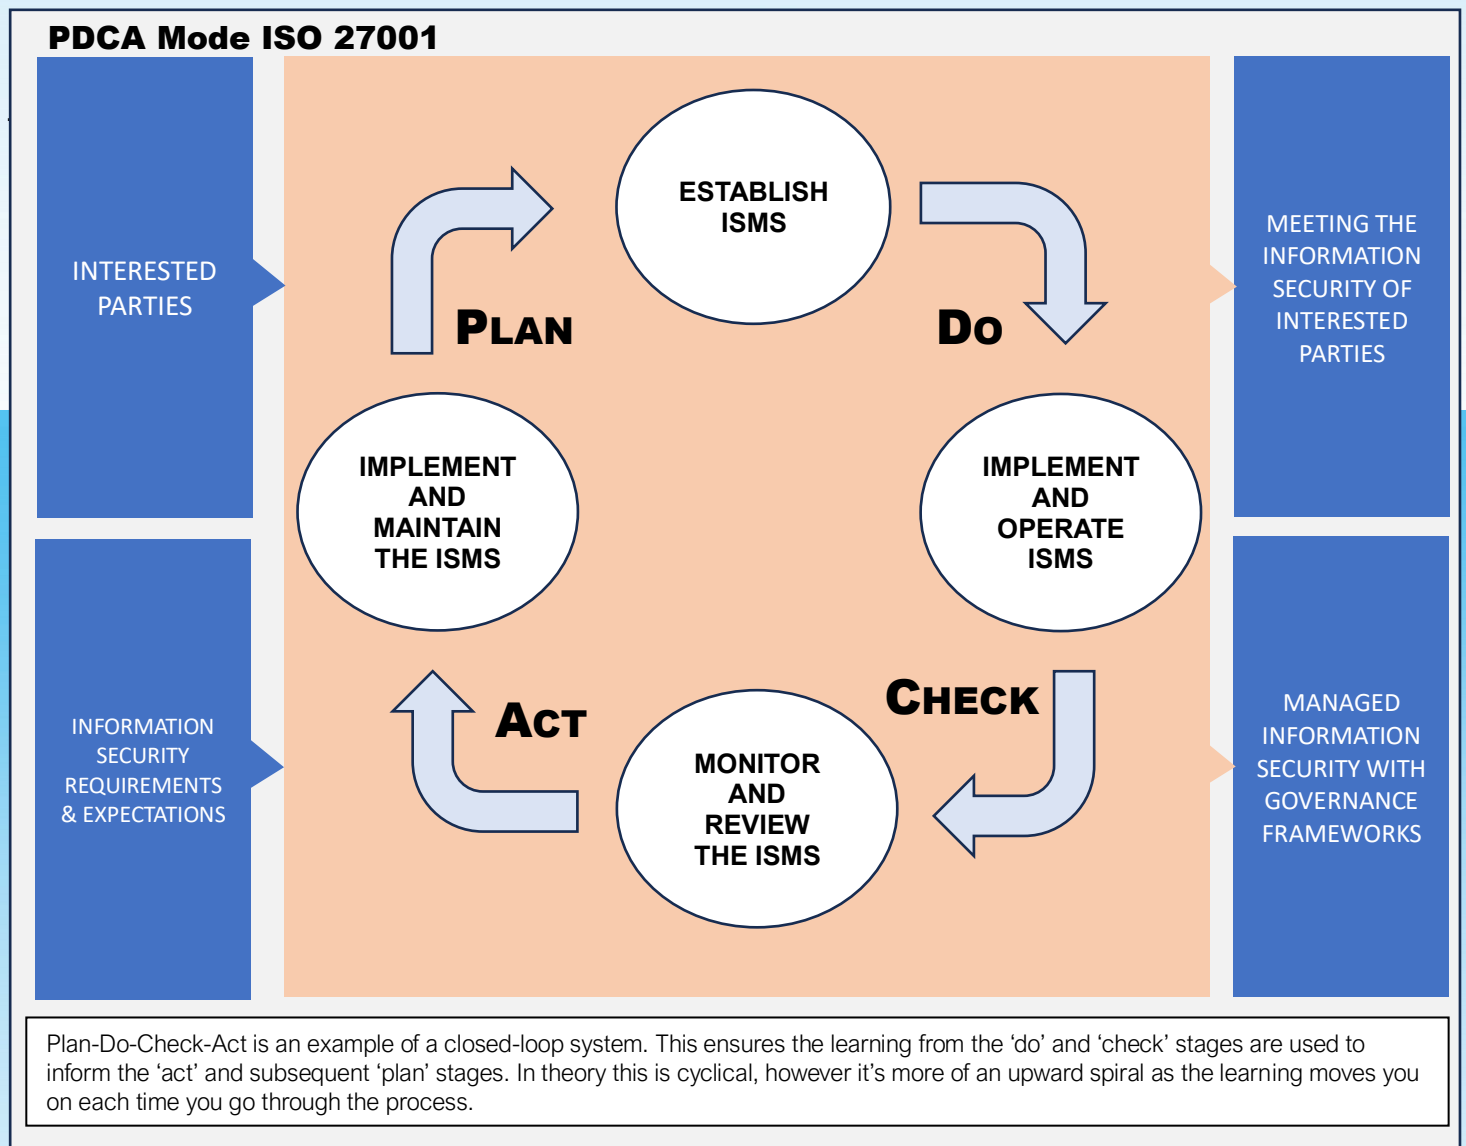 PDCA Mode ISO 27001
INTERESTED
PARTIES
INFORMATION
SECURITY
REQUIREMENTS
& EXPECTATIONS
PLAN
ESTABLISH
ISMS
DO
IMPLEMENT
AND
MAINTAIN
THE ISMS
IMPLEMENT
AND
OPERATE
ISMS
ACT
MONITOR
AND
REVIEW
THE ISMS
CHECK
MEETING THE
INFORMATION
SECURITY OF
INTERESTED
PARTIES
MANAGED
INFORMATION
SECURITY WITH
GOVERNANCE
FRAMEWORKS
Plan-Do-Check-Act is an example of a closed-loop system. This ensures the learning from the ‘do’ and ‘check’ stages are used to
inform the ‘act’ and subsequent ‘plan’ stages. In theory this is cyclical, however it’s more of an upward spiral as the learning moves you
on each time you go through the process.